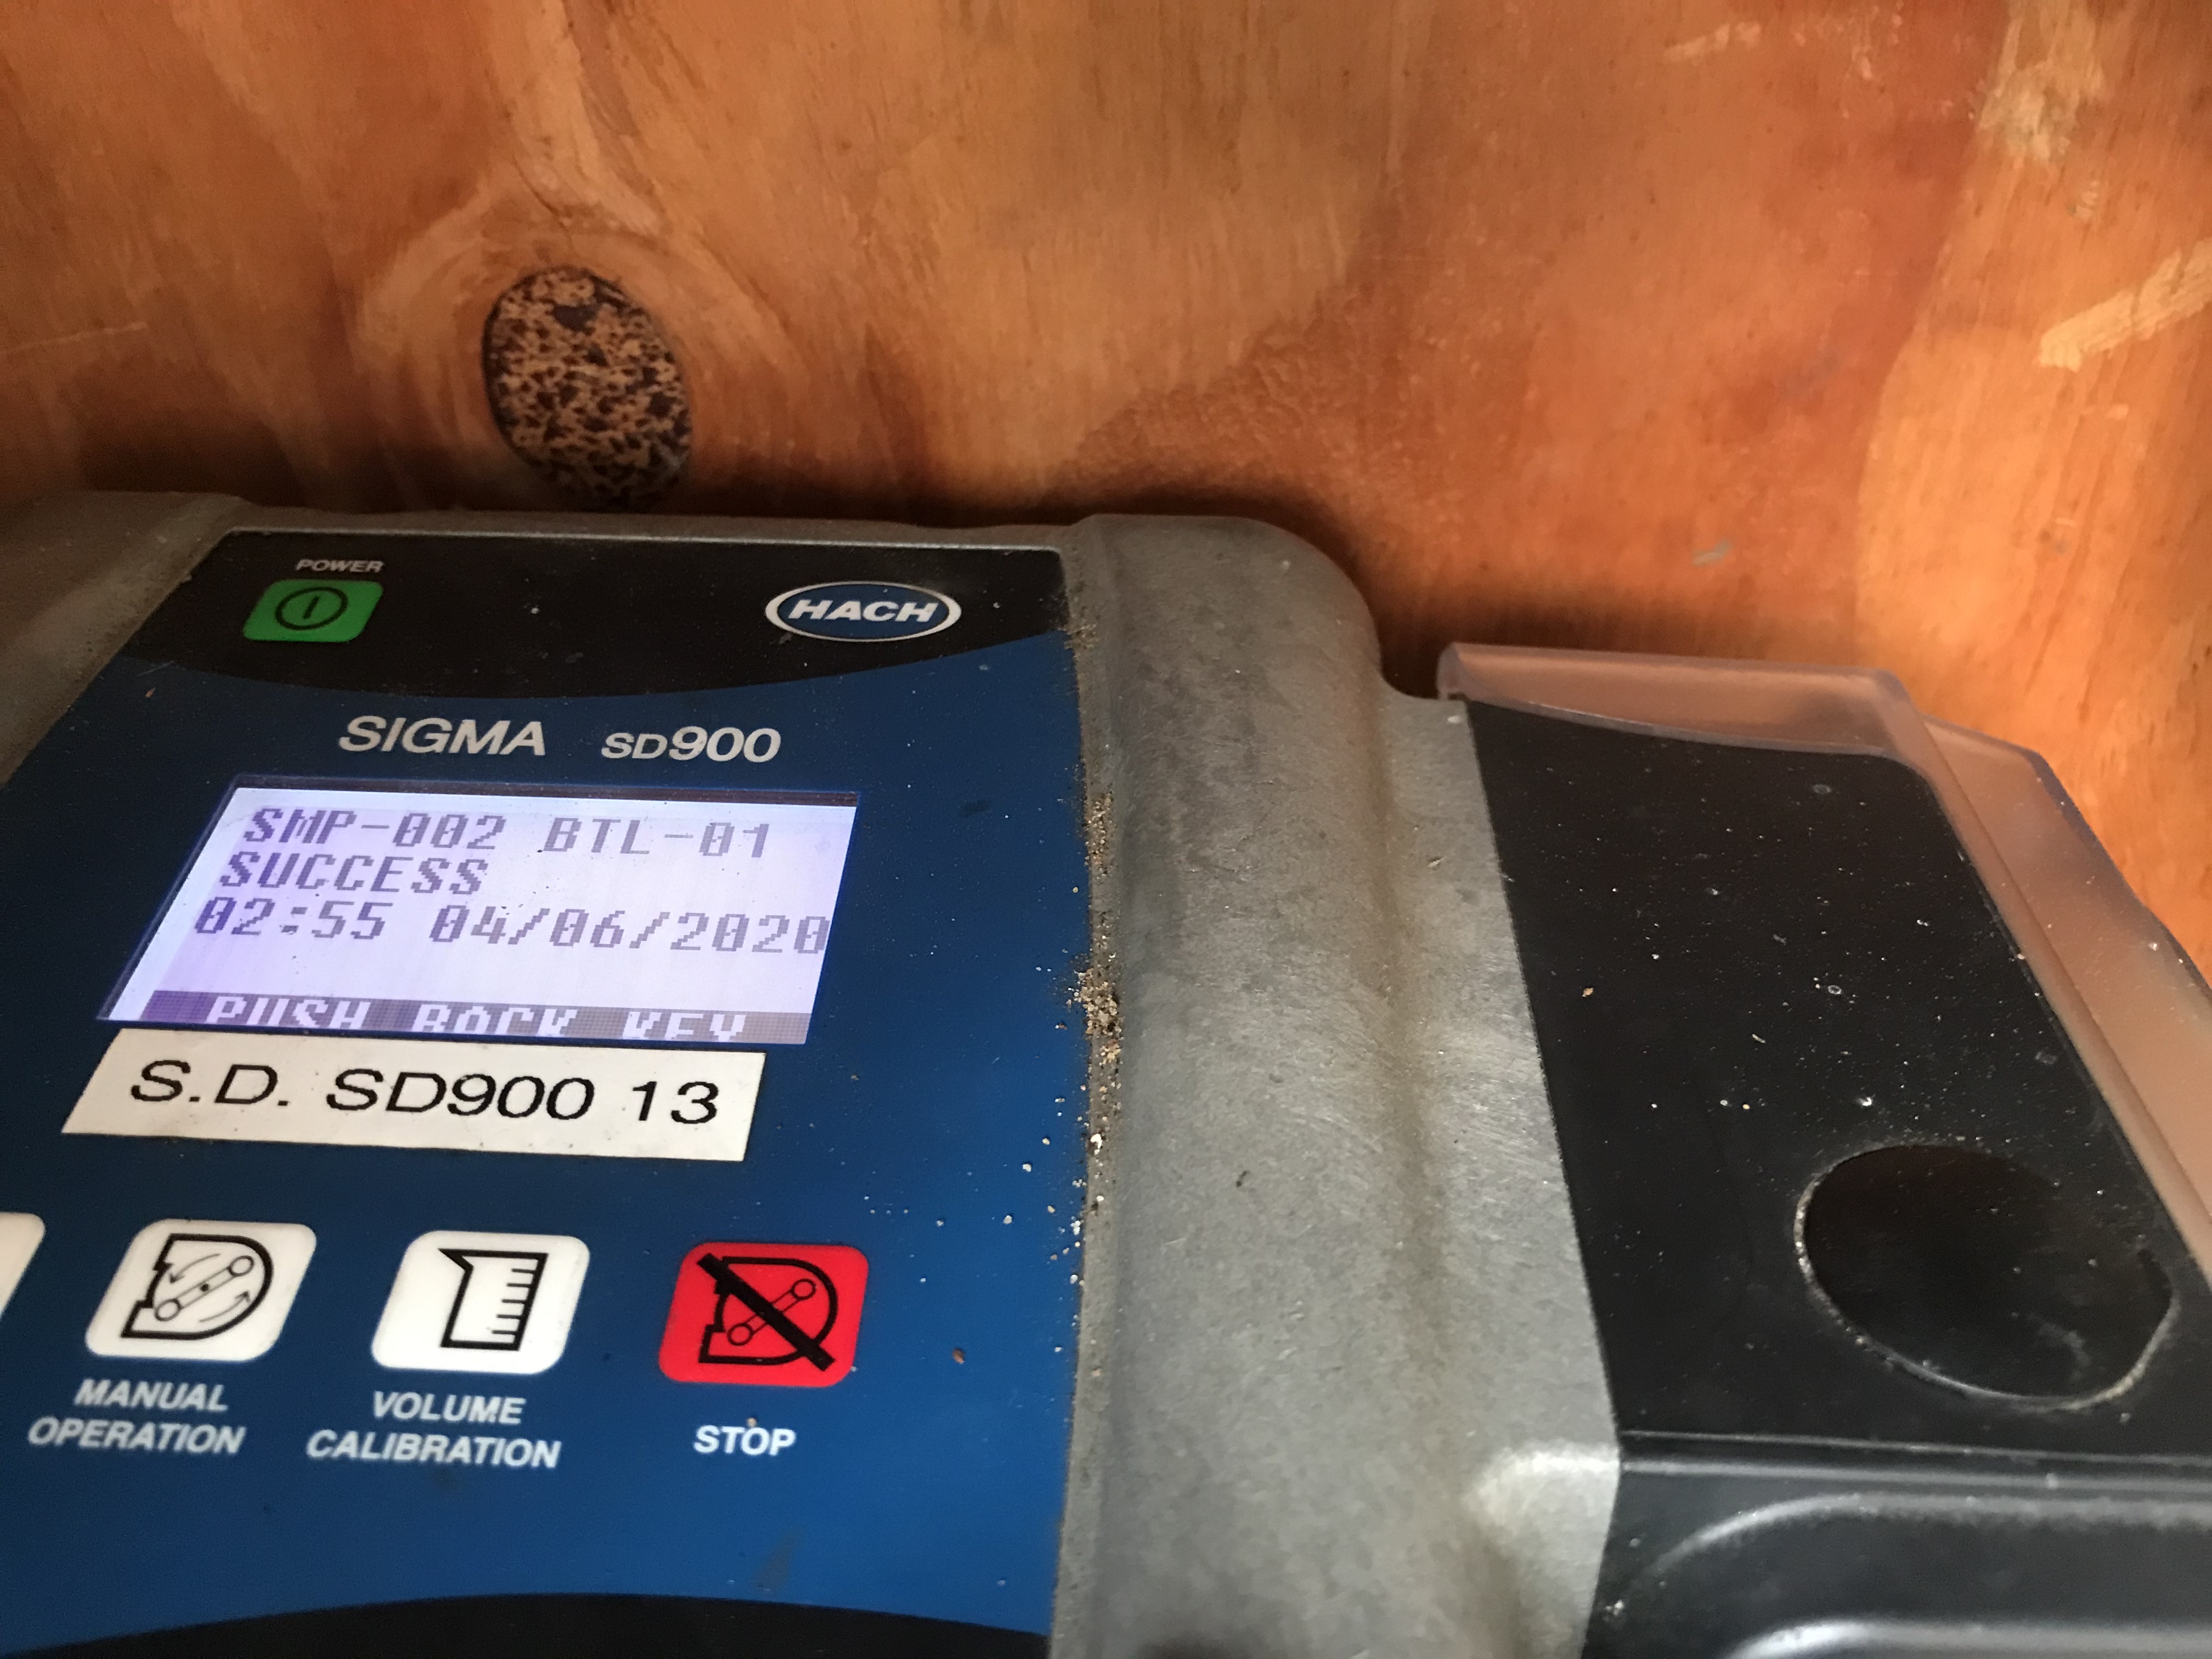 POWER
HACH
SIGMA SD900
SMP-002 BTL-01
SUCCESS
02:55 04/06/2020
PUSH BACK KEY
S.D. SD900 13
MANUAL
OPERATION
VOLUME
CALIBRATION
STOP